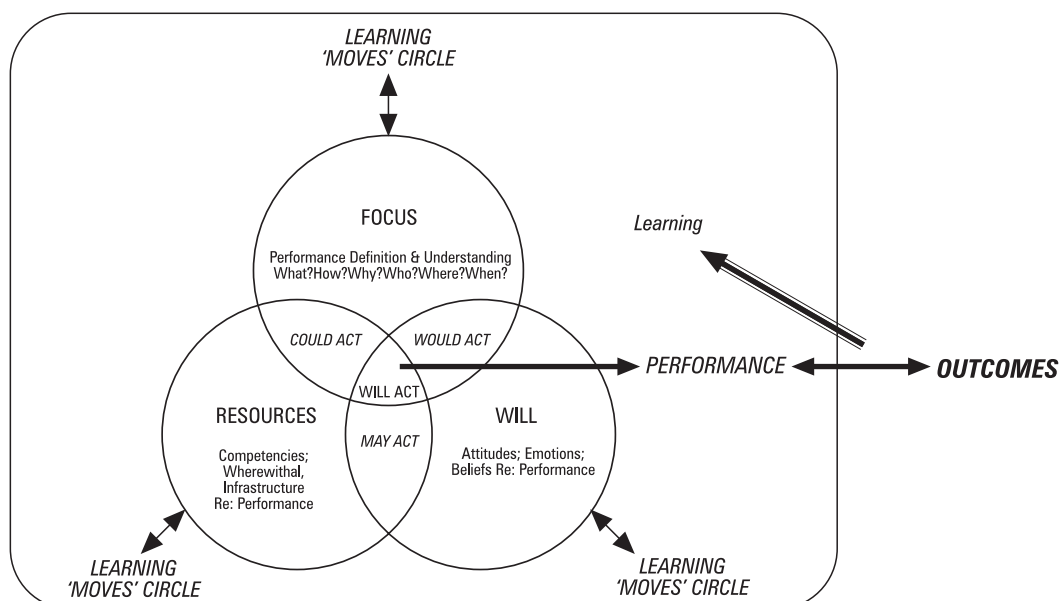 LEARNING
'MOVES' CIRCLE
FOCUS
Performance Definition & Understanding
What?How?Why?Who?Where?When?
Learning
COULD ACT
WOULD ACT
PERFORMANCE
OUTCOMES
WILL ACT
RESOURCES
Competencies;
Wherewithal,
Infrastructure
Re: Performance
MAY ACT
WILL
Attitudes; Emotions;
Beliefs Re: Performance
LEARNING
'MOVES' CIRCLE
LEARNING
'MOVES' CIRCLE